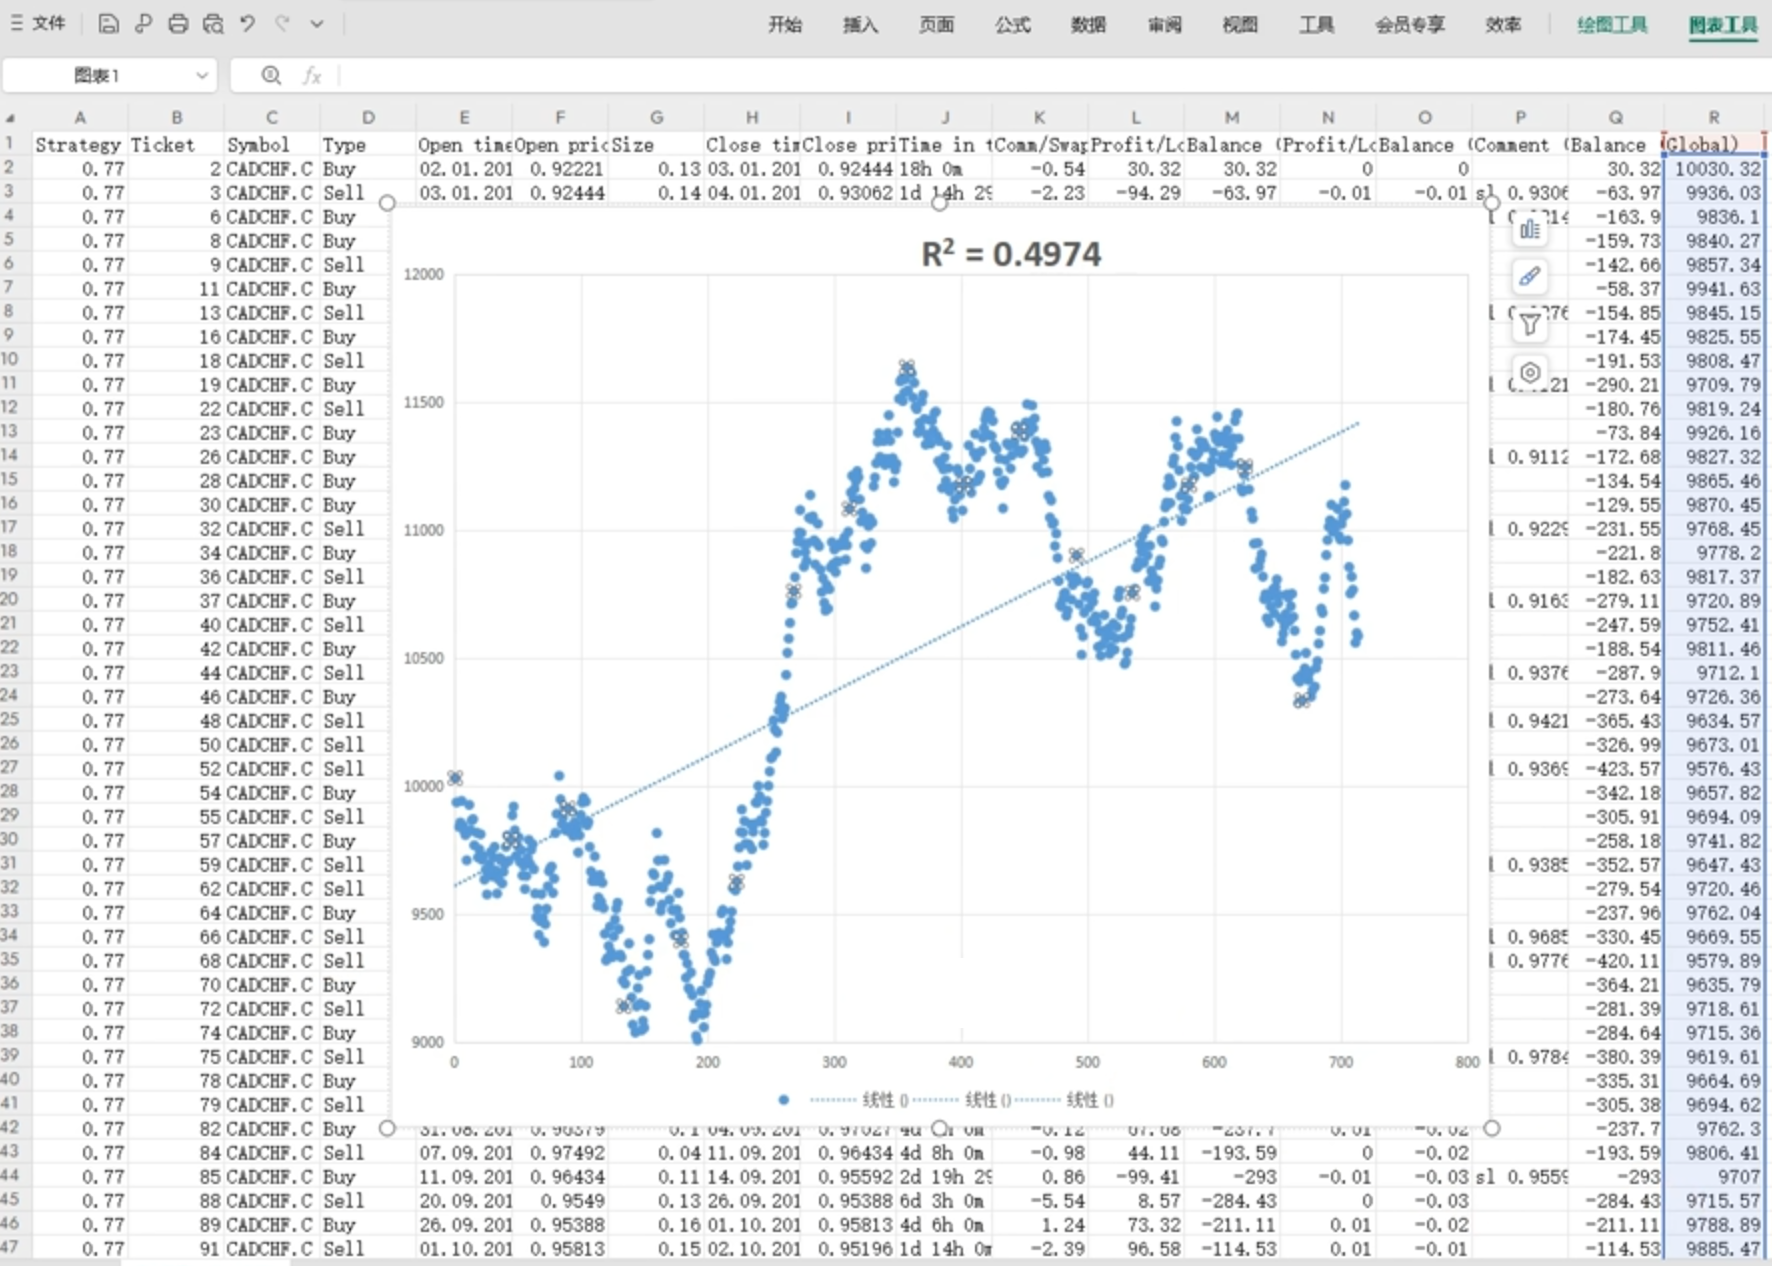 文件
开始 插入 页面 公式 数据 审阅 视图 工具 会员专享 效率 绘图工具 图表工具
图表1 fx
A B C D E F G H I J K L M N O P Q R
1 Strategy Ticket Symbol Type Open time Open pric Size Close tim Close pri Time in t Comm/Swap Profit/Lo Balance ( Profit/Lo Balance ( Comment ( Balance ( Global)
2 0.77 2 CADCHF.C Buy 02.01.201 0.92221 0.13 03.01.201 0.92444 18h 0m -0.54 30.32 30.32 0 0 30.32 10030.32
3 0.77 3 CADCHF.C Sell 03.01.201 0.92444 0.14 04.01.201 0.93062 1d 14h 29 -2.23 -94.29 -63.97 -0.01 -0.01 sl 0.9306 -63.97 9936.03
4 0.77 6 CADCHF.C Buy -163.9 9836.1
5 0.77 8 CADCHF.C Buy -159.73 9840.27
6 0.77 9 CADCHF.C Sell -142.66 9857.34
7 0.77 11 CADCHF.C Buy -58.37 9941.63
8 0.77 13 CADCHF.C Sell -154.85 9845.15
9 0.77 16 CADCHF.C Buy -174.45 9825.55
10 0.77 18 CADCHF.C Sell -191.53 9808.47
11 0.77 19 CADCHF.C Buy -290.21 9709.79
12 0.77 22 CADCHF.C Sell -180.76 9819.24
13 0.77 23 CADCHF.C Buy -73.84 9926.16
14 0.77 26 CADCHF.C Buy l 0.9112 -172.68 9827.32
15 0.77 28 CADCHF.C Buy -134.54 9865.46
16 0.77 30 CADCHF.C Buy -129.55 9870.45
17 0.77 32 CADCHF.C Sell l 0.9229 -231.55 9768.45
18 0.77 34 CADCHF.C Buy -221.8 9778.2
19 0.77 36 CADCHF.C Sell -182.63 9817.37
20 0.77 37 CADCHF.C Buy l 0.9163 -279.11 9720.89
21 0.77 40 CADCHF.C Sell -247.59 9752.41
22 0.77 42 CADCHF.C Buy -188.54 9811.46
23 0.77 44 CADCHF.C Sell l 0.9376 -287.9 9712.1
24 0.77 46 CADCHF.C Buy -273.64 9726.36
25 0.77 48 CADCHF.C Sell l 0.9421 -365.43 9634.57
26 0.77 50 CADCHF.C Sell -326.99 9673.01
27 0.77 52 CADCHF.C Sell l 0.9369 -423.57 9576.43
28 0.77 54 CADCHF.C Buy -342.18 9657.82
29 0.77 55 CADCHF.C Sell -305.91 9694.09
30 0.77 57 CADCHF.C Buy -258.18 9741.82
31 0.77 59 CADCHF.C Sell l 0.9385 -352.57 9647.43
32 0.77 62 CADCHF.C Sell -279.54 9720.46
33 0.77 64 CADCHF.C Buy -237.96 9762.04
34 0.77 66 CADCHF.C Sell l 0.9685 -330.45 9669.55
35 0.77 68 CADCHF.C Sell l 0.9776 -420.11 9579.89
36 0.77 70 CADCHF.C Buy -364.21 9635.79
37 0.77 72 CADCHF.C Sell -281.39 9718.61
38 0.77 74 CADCHF.C Buy -284.64 9715.36
39 0.77 75 CADCHF.C Sell l 0.9784 -380.39 9619.61
40 0.77 78 CADCHF.C Buy -335.31 9664.69
41 0.77 79 CADCHF.C Sell -305.38 9694.62
42 0.77 82 CADCHF.C Buy 31.08.201 0.96379 0.1 04.09.201 0.97027 -0.12 67.68 -237.7 0.01 -0.02 -237.7 9762.3
43 0.77 84 CADCHF.C Sell 07.09.201 0.97492 0.04 11.09.201 0.96434 4d 8h 0m -0.98 44.11 -193.59 0 -0.02 -193.59 9806.41
44 0.77 85 CADCHF.C Buy 11.09.201 0.96434 0.11 14.09.201 0.95592 2d 19h 29 0.86 -99.41 -293 -0.01 -0.03 sl 0.9559 -293 9707
45 0.77 88 CADCHF.C Sell 20.09.201 0.9549 0.13 26.09.201 0.95388 6d 3h 0m -5.54 8.57 -284.43 0 -0.03 -284.43 9715.57
46 0.77 89 CADCHF.C Buy 26.09.201 0.95388 0.16 01.10.201 0.95813 4d 6h 0m 1.24 73.32 -211.11 0.01 -0.02 -211.11 9788.89
47 0.77 91 CADCHF.C Sell 01.10.201 0.95813 0.15 02.10.201 0.95196 1d 14h 0m -2.39 96.58 -114.53 0.01 -0.01 -114.53 9885.47
R² = 0.4974
12000
11500
11000
10500
10000
9500
9000
0 100 200 300 400 500 600 700 800
线性 () 线性 () 线性 ()